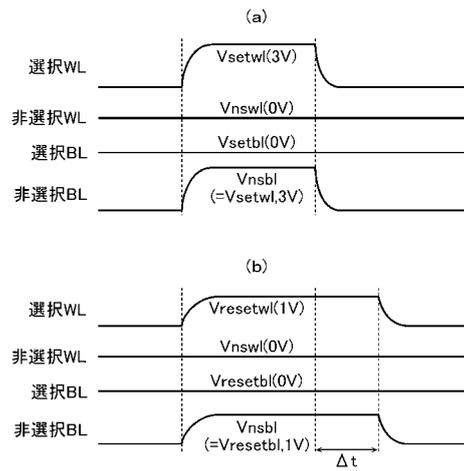 (a)
選択WL
Vsetwl(3V)
非選択WL
Vnswl(0V)
選択BL
Vsetbl(0V)
非選択BL
Vnsbl
(=Vsetwl,3V)
(b)
選択WL
Vresetwl(1V)
非選択WL
Vnswl(0V)
選択BL
Vresetbl(0V)
非選択BL
Vnsbl
(=Vresetbl,1V)
Δt